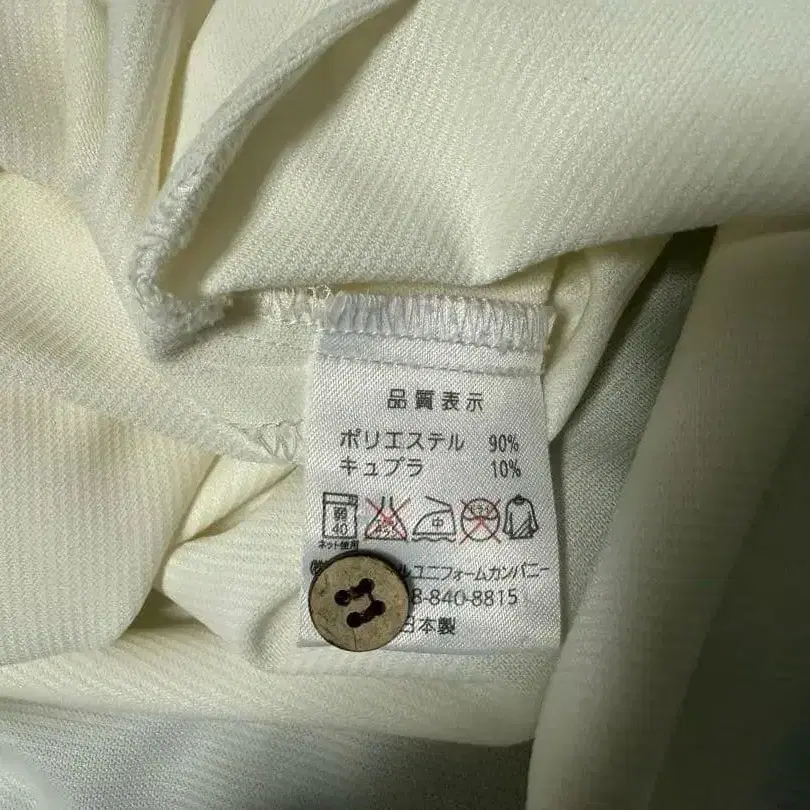 品質表示
ポリエステル 90%
キュプラ 10%
弱 中
40
ネット使用
ルユニフォームカンパニー
8-840-8815
日本製